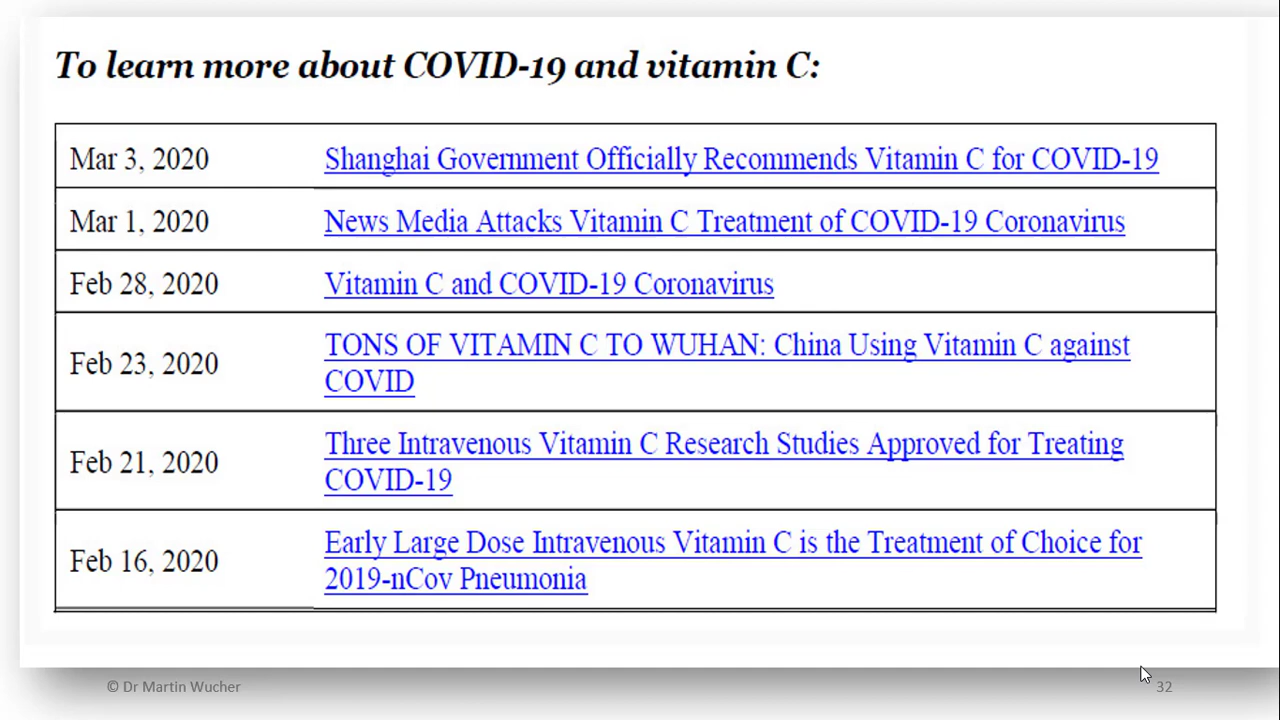 To learn more about COVID-19 and vitamin C:
Mar 3, 2020 Shanghai Government Officially Recommends Vitamin C for COVID-19
Mar 1, 2020 News Media Attacks Vitamin C Treatment of COVID-19 Coronavirus
Feb 28, 2020 Vitamin C and COVID-19 Coronavirus
Feb 23, 2020 TONS OF VITAMIN C TO WUHAN: China Using Vitamin C against
COVID
Feb 21, 2020 Three Intravenous Vitamin C Research Studies Approved for Treating
COVID-19
Feb 16, 2020 Early Large Dose Intravenous Vitamin C is the Treatment of Choice for
2019-nCov Pneumonia
© Dr Martin Wucher 32